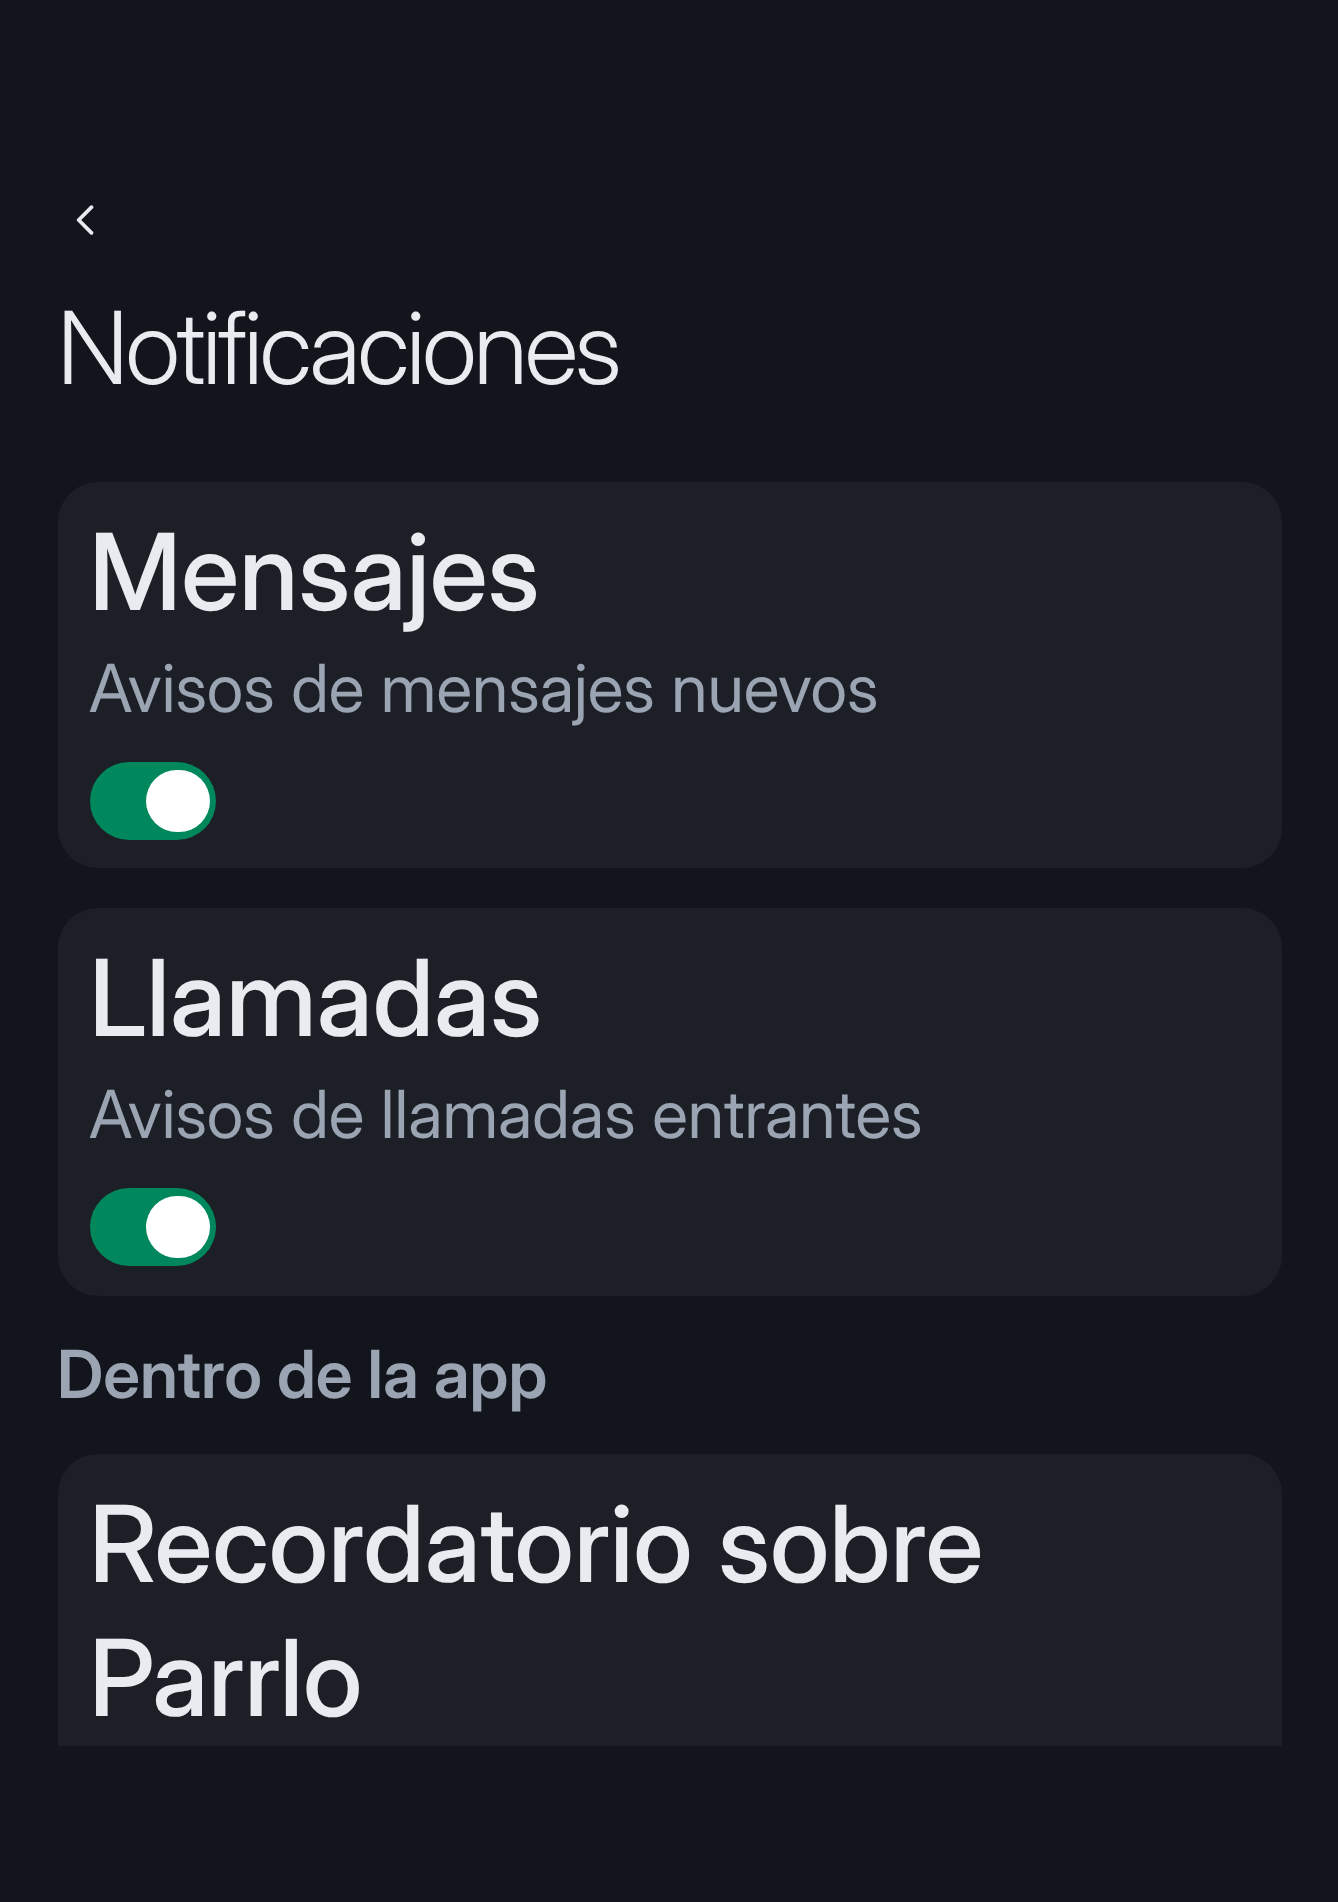 Notificaciones
Mensajes
Avisos de mensajes nuevos
Llamadas
Avisos de llamadas entrantes
Dentro de la app
Recordatorio sobre
Parrlo